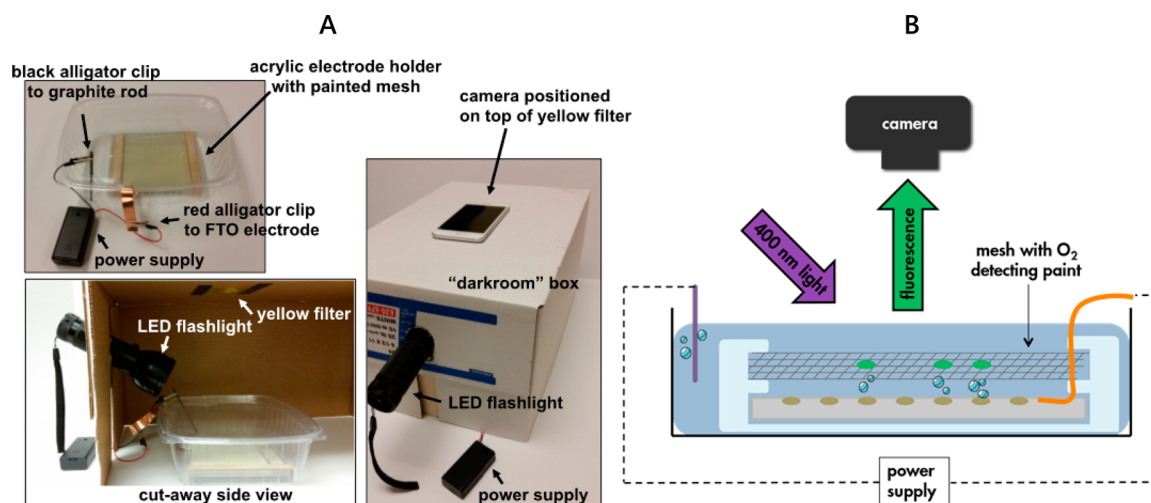 A
black alligator clip
to graphite rod
acrylic electrode holder
with painted mesh
red alligator clip
to FTO electrode
power supply
LED flashlight
yellow filter
cut-away side view
camera positioned
on top of yellow filter
“darkroom” box
LED flashlight
power supply
B
camera
400 nm light
fluorescence
mesh with O₂
detecting paint
power
supply